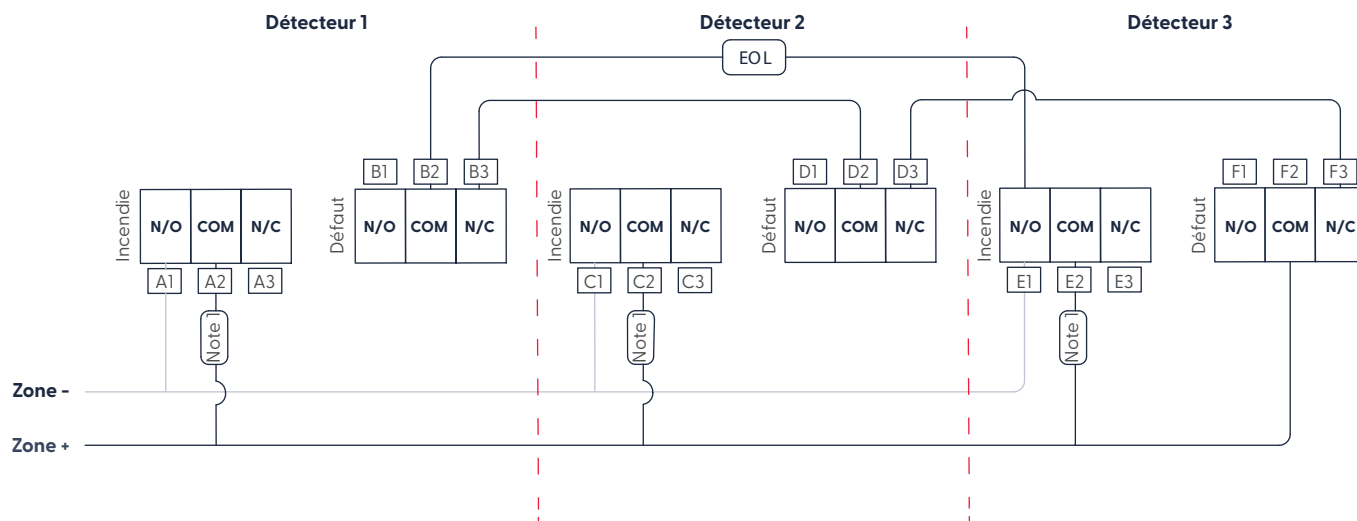 Détecteur 1
Détecteur 2
Détecteur 3
EOL
B1 B2 B3
D1 D2 D3
F1 F2 F3
Incendie
N/O COM N/C
Défaut
N/O COM N/C
Incendie
N/O COM N/C
Défaut
N/O COM N/C
Incendie
N/O COM N/C
Défaut
N/O COM N/C
A1 A2 A3
C1 C2 C3
E1 E2 E3
Note 1
Note 1
Note 1
Zone -
Zone +